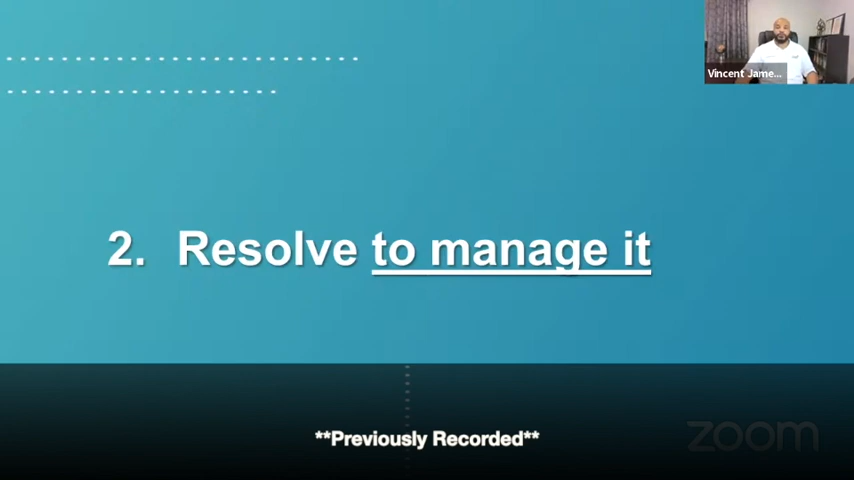 Vincent Jame...
2. Resolve to manage it
**Previously Recorded**
zoom